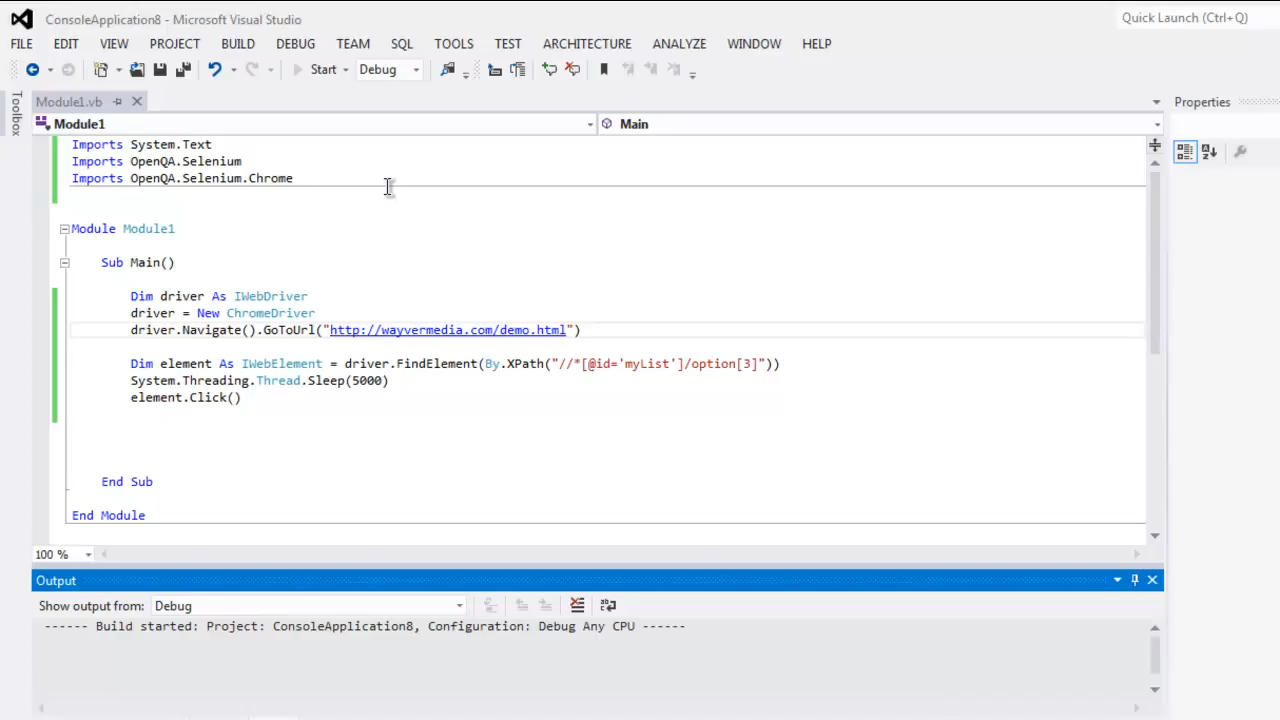 ConsoleApplication8 - Microsoft Visual Studio
Quick Launch (Ctrl+Q)
FILE EDIT VIEW PROJECT BUILD DEBUG TEAM SQL TOOLS TEST ARCHITECTURE ANALYZE WINDOW HELP
Start Debug
Toolbox
Module1.vb
Properties
Module1
Main
Imports System.Text
Imports OpenQA.Selenium
Imports OpenQA.Selenium.Chrome
Module Module1
Sub Main()
Dim driver As IWebDriver
driver = New ChromeDriver
driver.Navigate().GoToUrl("http://wayvermedia.com/demo.html")
Dim element As IWebElement = driver.FindElement(By.XPath("//*[@id='myList']/option[3]"))
System.Threading.Thread.Sleep(5000)
element.Click()
End Sub
End Module
100 %
Output
Show output from: Debug
------ Build started: Project: ConsoleApplication8, Configuration: Debug Any CPU ------